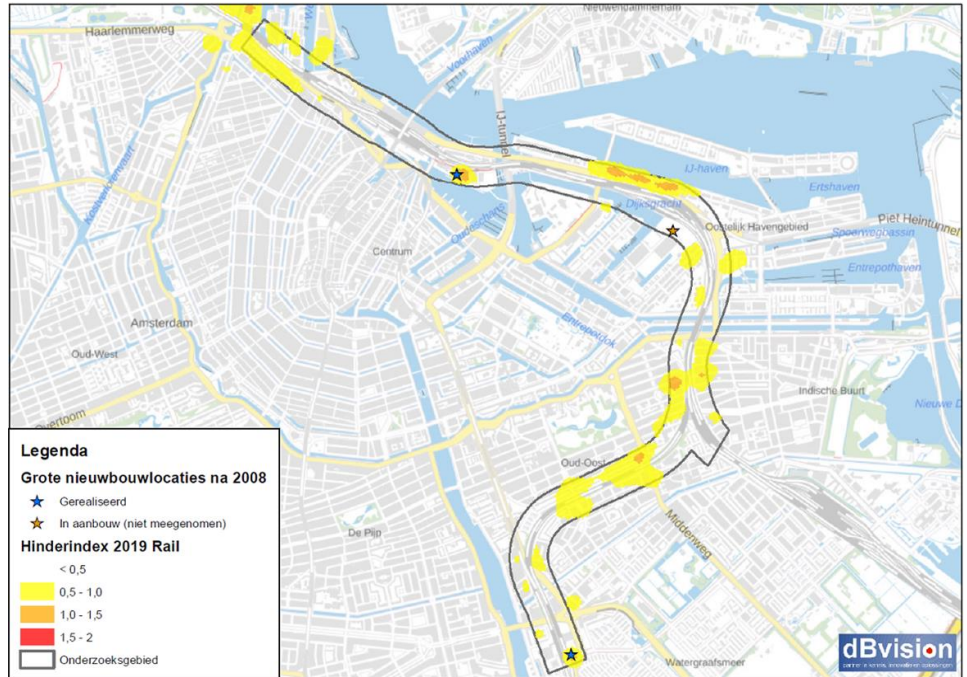 Nieuwendammerham
Haarlemmerweg
Voorhaven
IJ-tunnel
Kostverlorenvaart
IJ-haven
Ertshaven
Dijksgracht
Piet Heintunnel
Oostelijk Havengebied
Spoorwegbassin
Oudeschans
Centrum
Entrepothaven
Entrepotdok
Amsterdam
Oud-West
Indische Buurt
Nieuwe D
Overtoom
Oud-Oost
Middenweg
De Pijp
Watergraafsmeer
Legenda
Grote nieuwbouwlocaties na 2008
Gerealiseerd
In aanbouw (niet meegenomen)
Hinderindex 2019 Rail
< 0,5
0,5 - 1,0
1,0 - 1,5
1,5 - 2
Onderzoeksgebied
dBvision